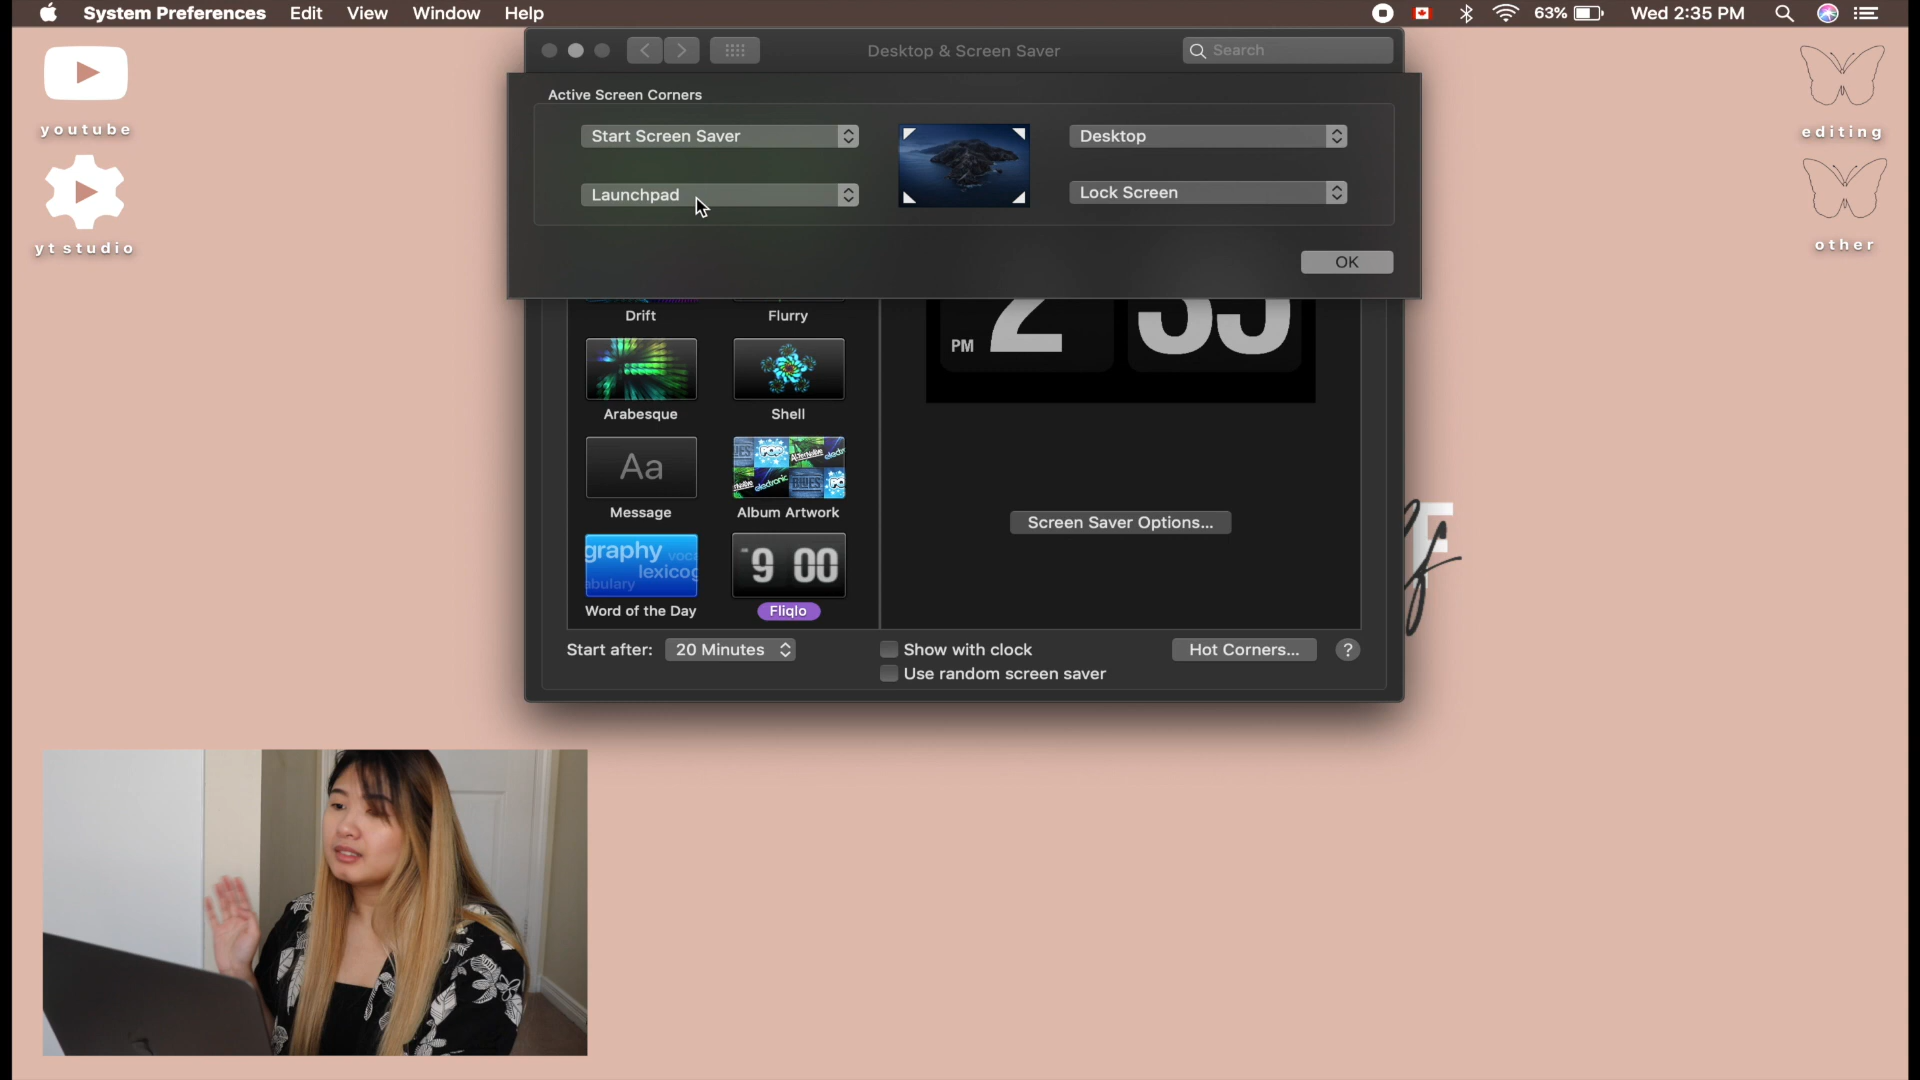 System Preferences Edit View Window Help 63% Wed 2:35 PM
youtube
yt studio
editing
other
Desktop & Screen Saver Search
Active Screen Corners
Start Screen Saver Desktop
Launchpad Lock Screen
OK
Drift Flurry
PM 2 35
Arabesque Shell
Aa
Message Album Artwork
graphy
lexicog
abulary
9 00
Word of the Day Fliqlo
Screen Saver Options...
Start after: 20 Minutes Show with clock Hot Corners... ?
Use random screen saver